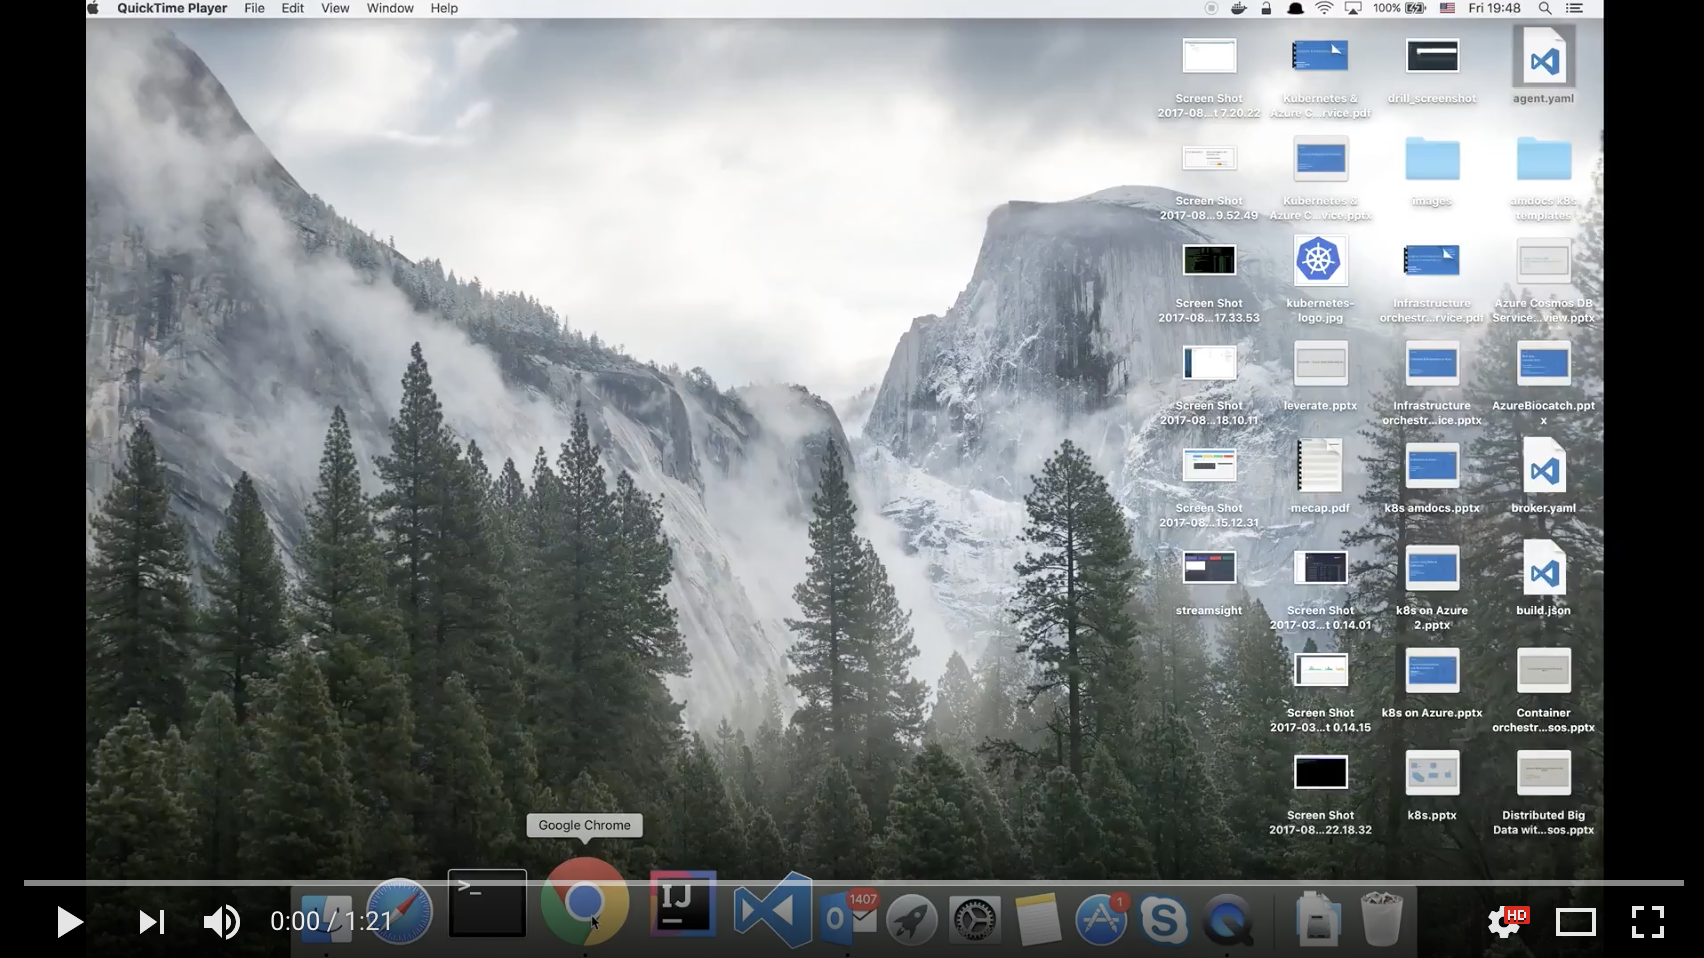 QuickTime Player File Edit View Window Help
100% Fri 19:48
Screen Shot
2017-08...t 7.20.22
Kubernetes &
Azure C...rvice.pdf
drill_screenshot
agent.yaml
Screen Shot
2017-08...9.52.49
Kubernetes &
Azure C...vice.pptx
images
amdocs k8s
templates
Screen Shot
2017-08...17.33.53
kubernetes-
logo.jpg
Infrastructure
orchestr...rvice.pdf
Azure Cosmos DB
Service...view.pptx
Screen Shot
2017-08...18.10.11
leverate.pptx
Infrastructure
orchestr...ice.pptx
AzureBiocatch.ppt
x
Screen Shot
2017-08...15.12.31
mecap.pdf
k8s amdocs.pptx
broker.yaml
streamsight
Screen Shot
2017-03...t 0.14.01
k8s on Azure
2.pptx
build.json
Screen Shot
2017-03...t 0.14.15
k8s on Azure.pptx
Container
orchestr...sos.pptx
Screen Shot
2017-08...22.18.32
k8s.pptx
Distributed Big
Data wit...sos.pptx
Google Chrome
>_
IJ
1407
1
0:00 / 1:21
HD